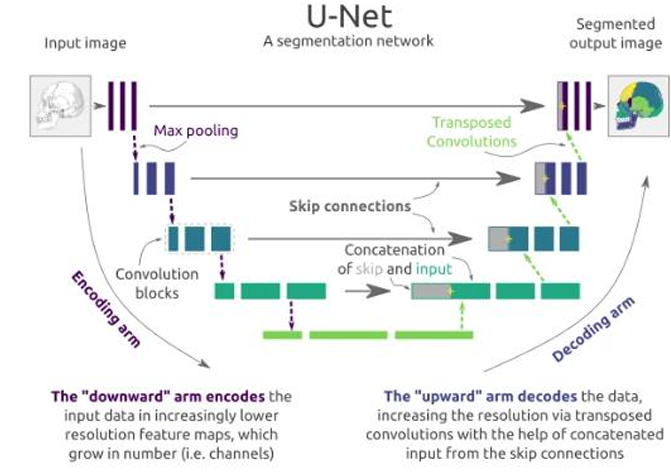 U-Net
A segmentation network
Input image
Segmented
output image
Max pooling
Transposed
Convolutions
Skip connections
Convolution
blocks
Concatenation
of skip and input
Encoding arm
Decoding arm
The "downward" arm encodes the
input data in increasingly lower
resolution feature maps, which
grow in number (i.e. channels)
The "upward" arm decodes the data,
increasing the resolution via transposed
convolutions with the help of concatenated
input from the skip connections